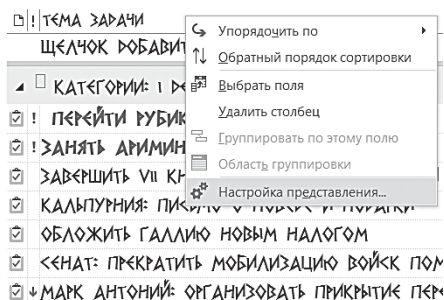 ! ТЕМА ЗАДАЧИ
ЩЕЛЧОК
КАТЕГОРИИ: 1
! ПЕРЕЙТИ РУБИК
! ЗАНЯТЬ АРИМИН
ЗАВЕРШИТЬ VII
КАЛЬПУРНИЯ:
ОБЛОЖИТЬ ГАЛЛИЮ НОВЫМ НАЛОГОМ
СЕНАТ: ПРЕКРАТИТЬ МОБИЛИЗАЦИЮ ВОЙСК ПОМ
МАРК АНТОНИЙ: ОРГАНИЗОВАТЬ ПРИКРЫТИЕ ПЕРЕ
Упорядочить по
Обратный порядок сортировки
Выбрать поля
Удалить столбец
Группировать по этому полю
Область группировки
Настройка представления...